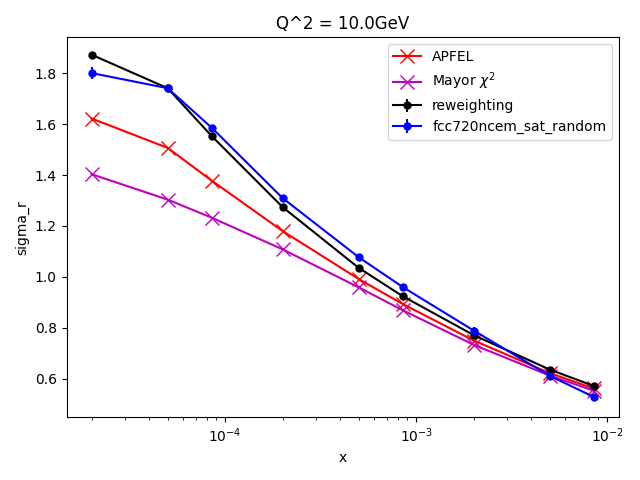 Q^2 = 10.0GeV
APFEL
Mayor χ²
reweighting
fcc720ncem_sat_random
sigma_r
1.8
1.6
1.4
1.2
1.0
0.8
0.6
10⁻⁴
10⁻³
10⁻²
x